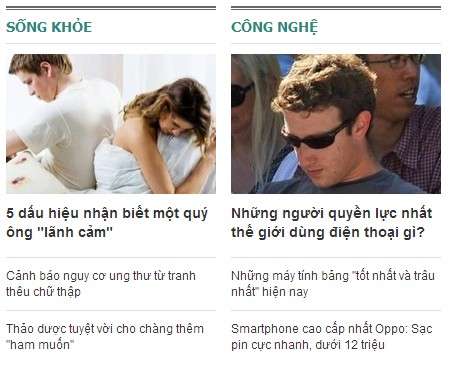 SỐNG KHỎE
5 dấu hiệu nhận biết một quý
ông "lãnh cảm"
Cảnh báo nguy cơ ung thư từ tranh
thêu chữ thập
Thảo dược tuyệt vời cho chàng thêm
"ham muốn"
CÔNG NGHỆ
Những người quyền lực nhất
thế giới dùng điện thoại gì?
Những máy tính bảng "tốt nhất và trâu
nhất" hiện nay
Smartphone cao cấp nhất Oppo: Sạc
pin cực nhanh, dưới 12 triệu